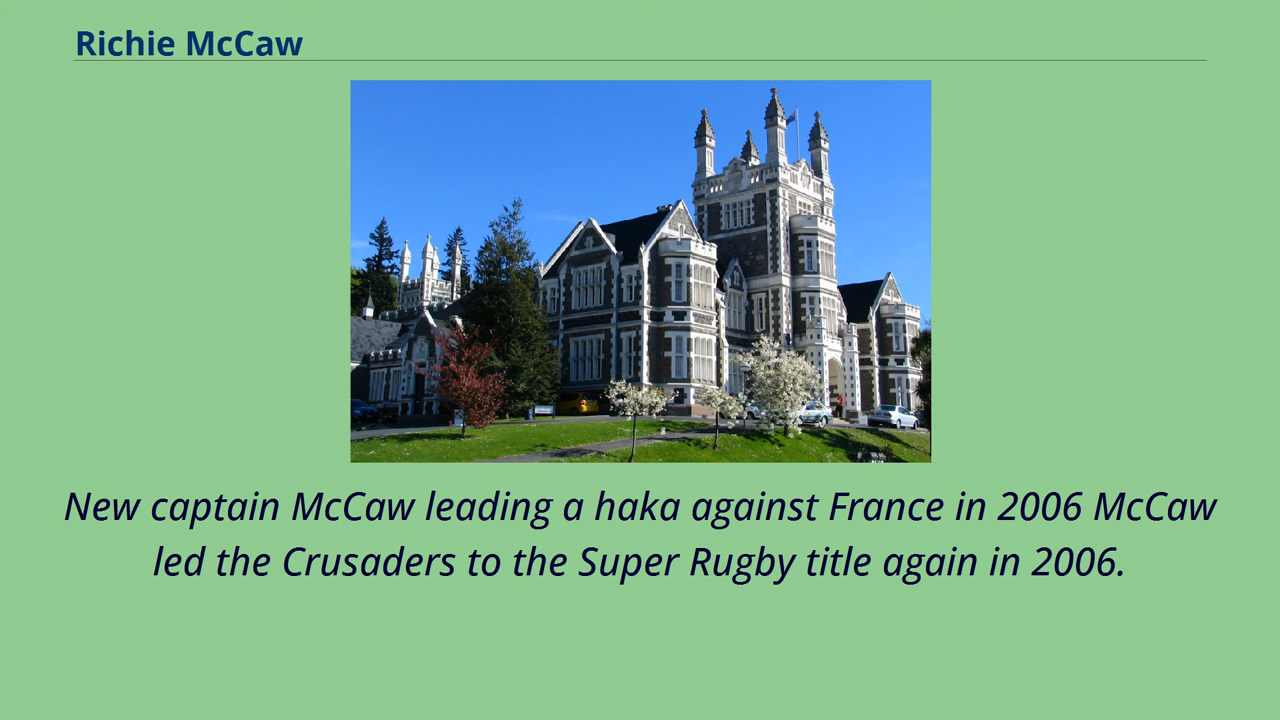 Richie McCaw
New captain McCaw leading a haka against France in 2006 McCaw
led the Crusaders to the Super Rugby title again in 2006.